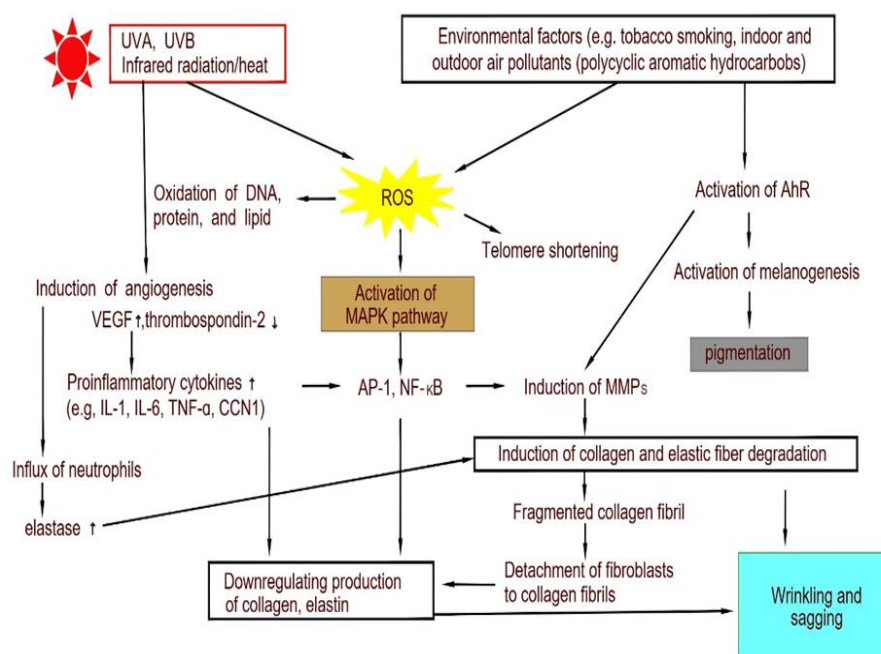 UVA, UVB
Infrared radiation/heat
Environmental factors (e.g. tobacco smoking, indoor and
outdoor air pollutants (polycyclic aromatic hydrocarbobs)
ROS
Oxidation of DNA,
protein, and lipid
Activation of AhR
Telomere shortening
Activation of melanogenesis
Induction of angiogenesis
VEGF↑,thrombospondin-2 ↓
Activation of
MAPK pathway
pigmentation
Proinflammatory cytokines ↑
(e.g, IL-1, IL-6, TNF-α, CCN1)
AP-1, NF-κB
Induction of MMPs
Influx of neutrophils
Induction of collagen and elastic fiber degradation
elastase ↑
Fragmented collagen fibril
Downregulating production
of collagen, elastin
Detachment of fibroblasts
to collagen fibrils
Wrinkling and
sagging